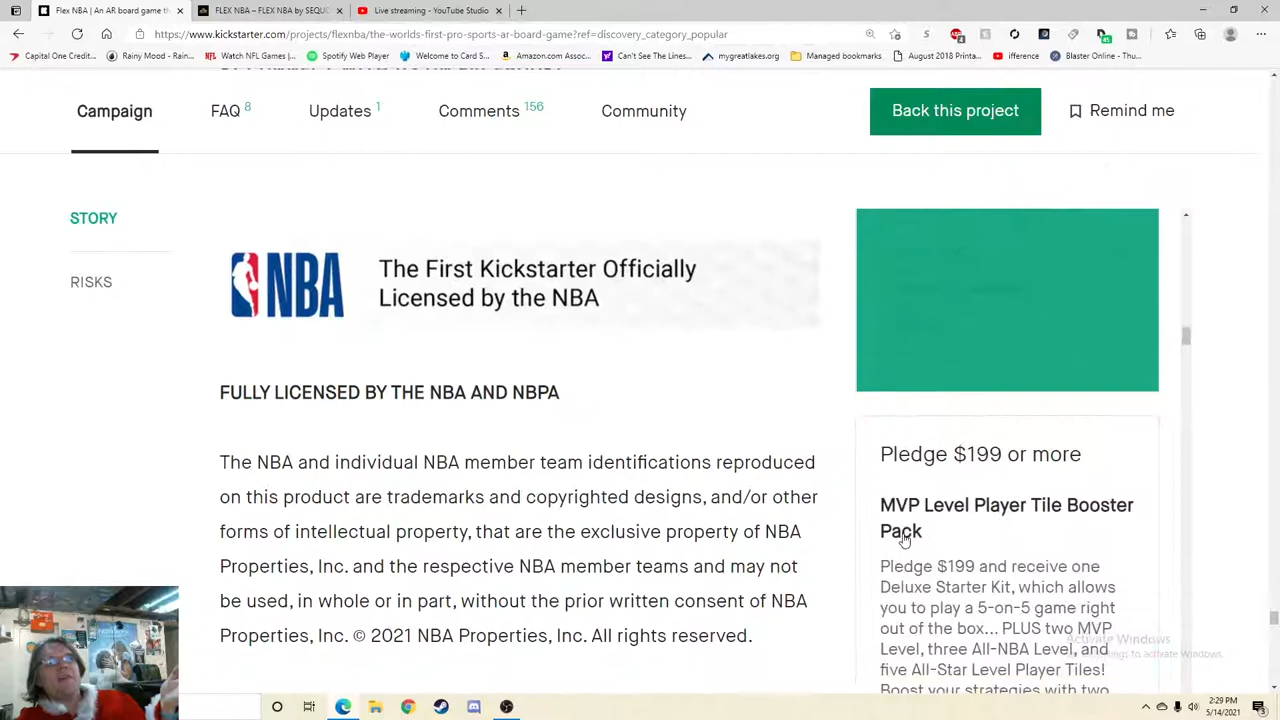 Flex NBA | An AR board game th
FLEX NBA – FLEX NBA by SEQU
Live streaming - YouTube Studio
https://www.kickstarter.com/projects/flexnba/the-worlds-first-pro-sports-ar-board-game?ref=discovery_category_popular
Capital One Credit...
Rainy Mood - Rain...
Watch NFL Games |...
Spotify Web Player
Welcome to Card S...
Amazon.com Assoc...
Can't See The Lines...
mygreatlakes.org
Managed bookmarks
August 2018 Printa...
ifference
Blaster Online - Thu...
Campaign
FAQ 8
Updates 1
Comments 156
Community
Back this project
Remind me
STORY
RISKS
NBA
The First Kickstarter Officially
Licensed by the NBA
FULLY LICENSED BY THE NBA AND NBPA
The NBA and individual NBA member team identifications reproduced
on this product are trademarks and copyrighted designs, and/or other
forms of intellectual property, that are the exclusive property of NBA
Properties, Inc. and the respective NBA member teams and may not
be used, in whole or in part, without the prior written consent of NBA
Properties, Inc. © 2021 NBA Properties, Inc. All rights reserved.
Pledge $199 or more
MVP Level Player Tile Booster
Pack
Pledge $199 and receive one
Deluxe Starter Kit, which allows
you to play a 5-on-5 game right
out of the box... PLUS two MVP
Level, three All-NBA Level, and
five All-Star Level Player Tiles!
Boost your strategies with two
Activate Windows
to activate Windows.
2:29 PM
5/14/2021